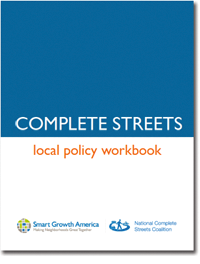 COMPLETE STREETS
local policy workbook
Smart Growth America
Making Neighborhoods Great Together
National Complete
Streets Coalition